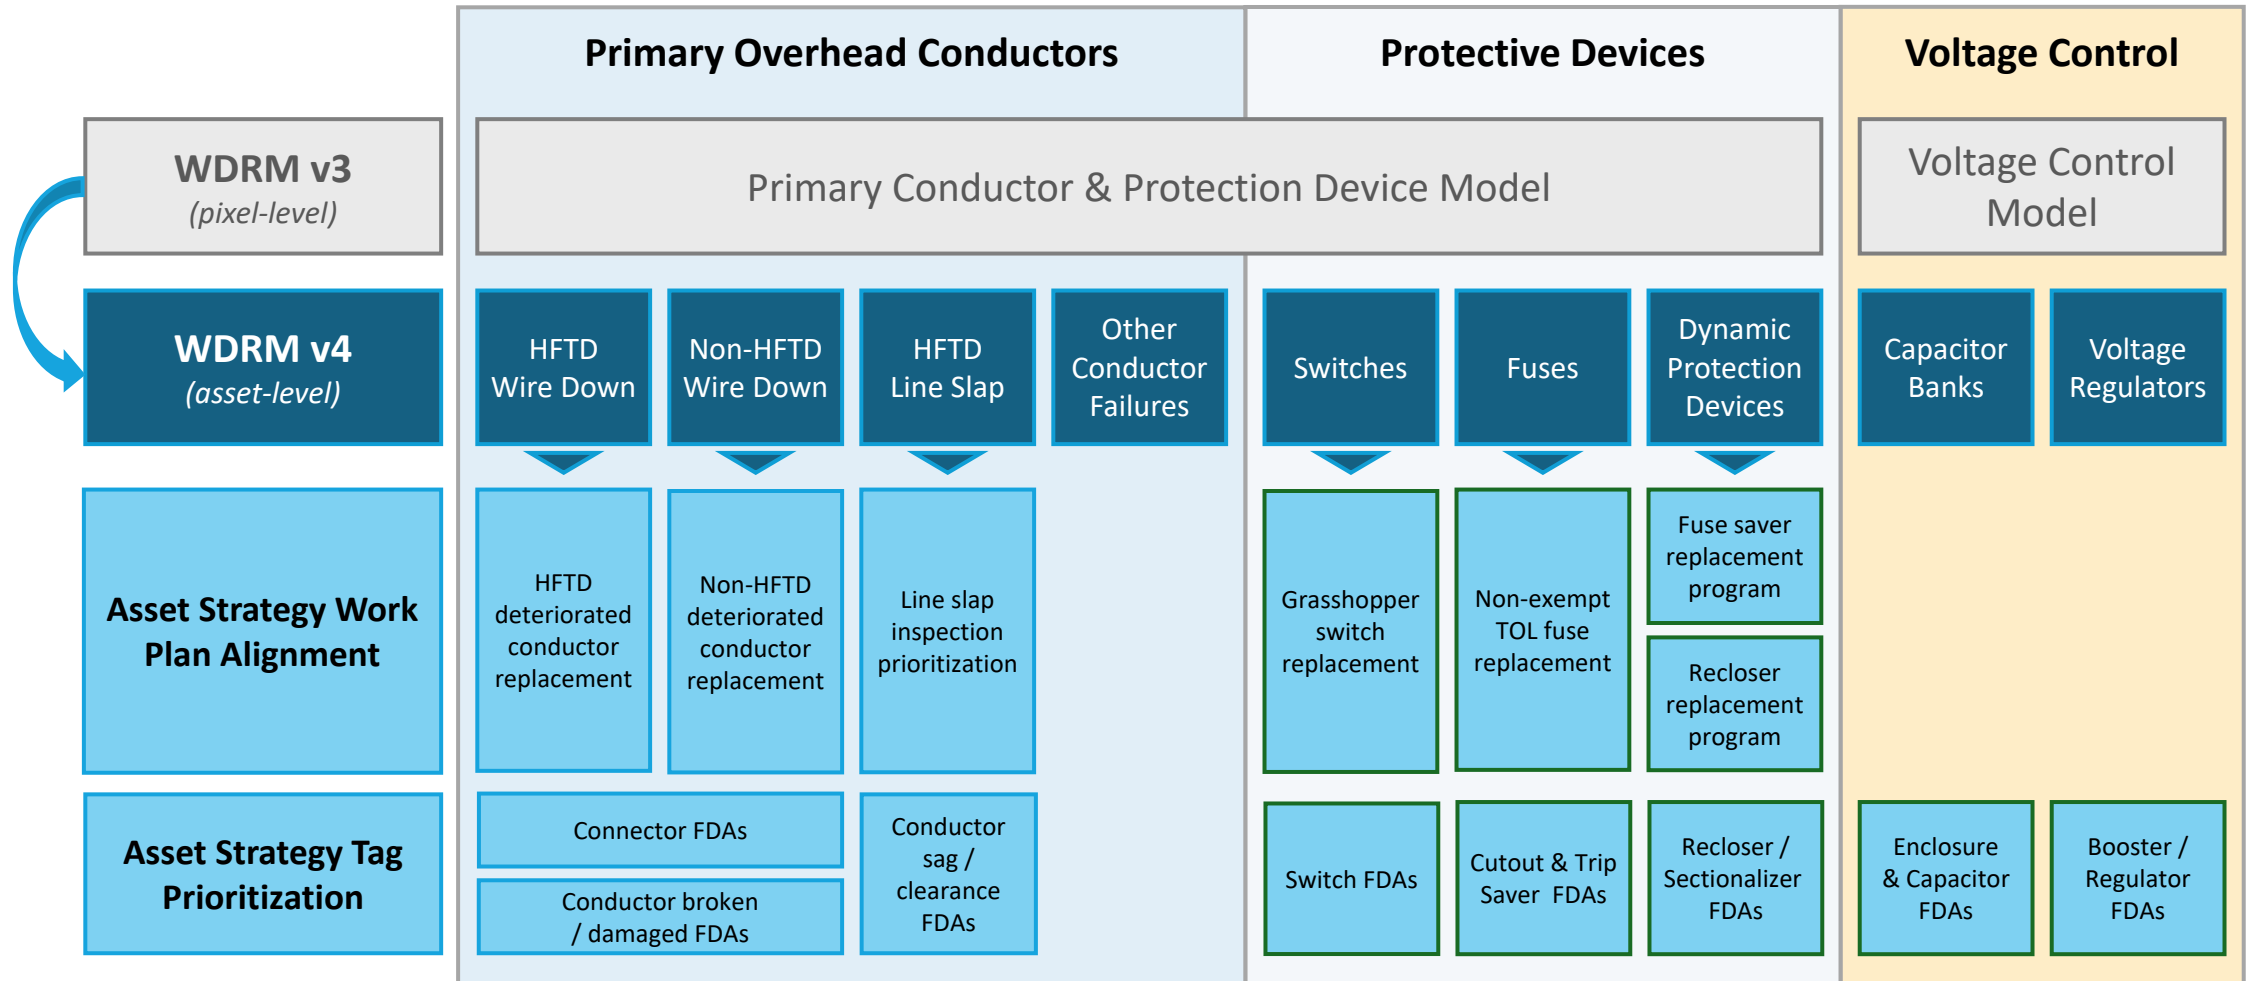 Primary Overhead Conductors
Protective Devices
Voltage Control
WDRM v3
(pixel-level)
Primary Conductor & Protection Device Model
Voltage Control
Model
WDRM v4
(asset-level)
HFTD
Wire Down
Non-HFTD
Wire Down
HFTD
Line Slap
Other
Conductor
Failures
Switches
Fuses
Dynamic
Protection
Devices
Capacitor
Banks
Voltage
Regulators
Asset Strategy Work
Plan Alignment
HFTD
deteriorated
conductor
replacement
Non-HFTD
deteriorated
conductor
replacement
Line slap
inspection
prioritization
Grasshopper
switch
replacement
Non-exempt
TOL fuse
replacement
Fuse saver
replacement
program
Recloser
replacement
program
Asset Strategy Tag
Prioritization
Connector FDAs
Conductor broken
/ damaged FDAs
Conductor
sag /
clearance
FDAs
Switch FDAs
Cutout & Trip
Saver FDAs
Recloser /
Sectionalizer
FDAs
Enclosure
& Capacitor
FDAs
Booster /
Regulator
FDAs